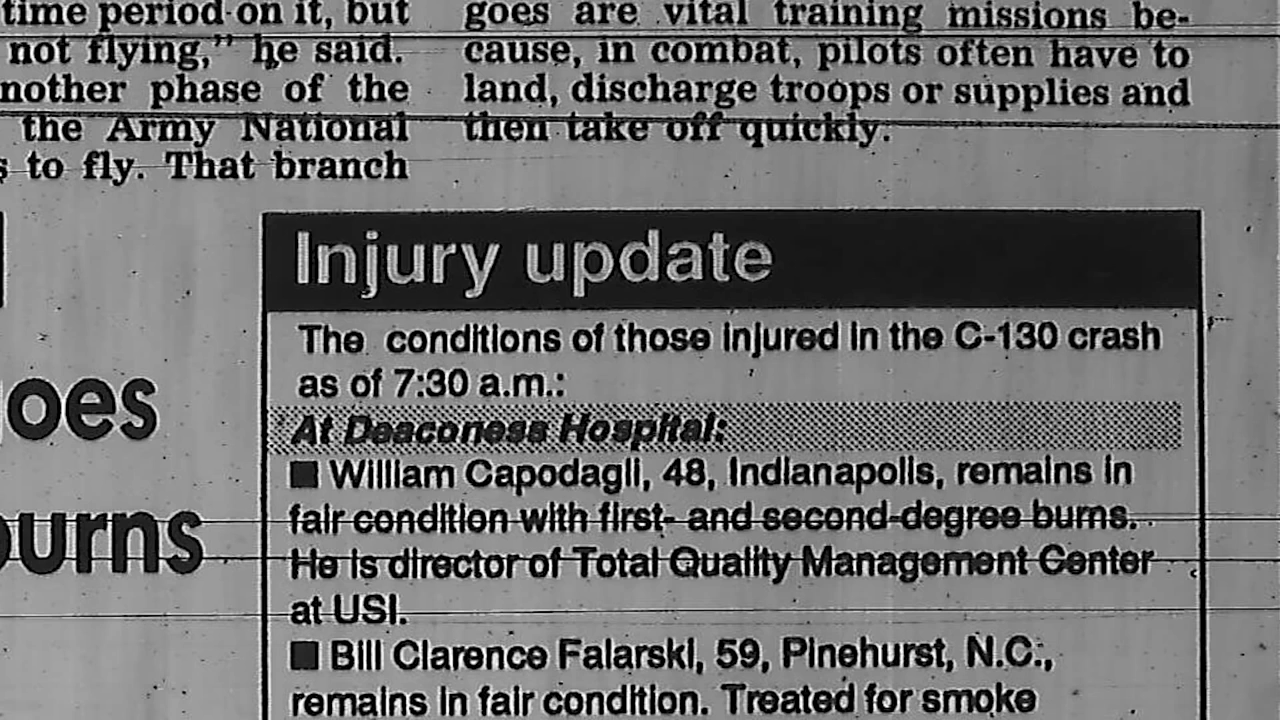 time period on it, but
not flying," he said.
nother phase of the
the Army National
s to fly. That branch
goes are vital training missions be-
cause, in combat, pilots often have to
land, discharge troops or supplies and
then take off quickly.
oes
burns
Injury update
The conditions of those injured in the C-130 crash
as of 7:30 a.m.:
At Deaconess Hospital:
■ William Capodagli, 48, Indianapolis, remains in
fair condition with first- and second-degree burns.
He is director of Total Quality Management Center
at USI.
■ Bill Clarence Falarski, 59, Pinehurst, N.C.,
remains in fair condition. Treated for smoke